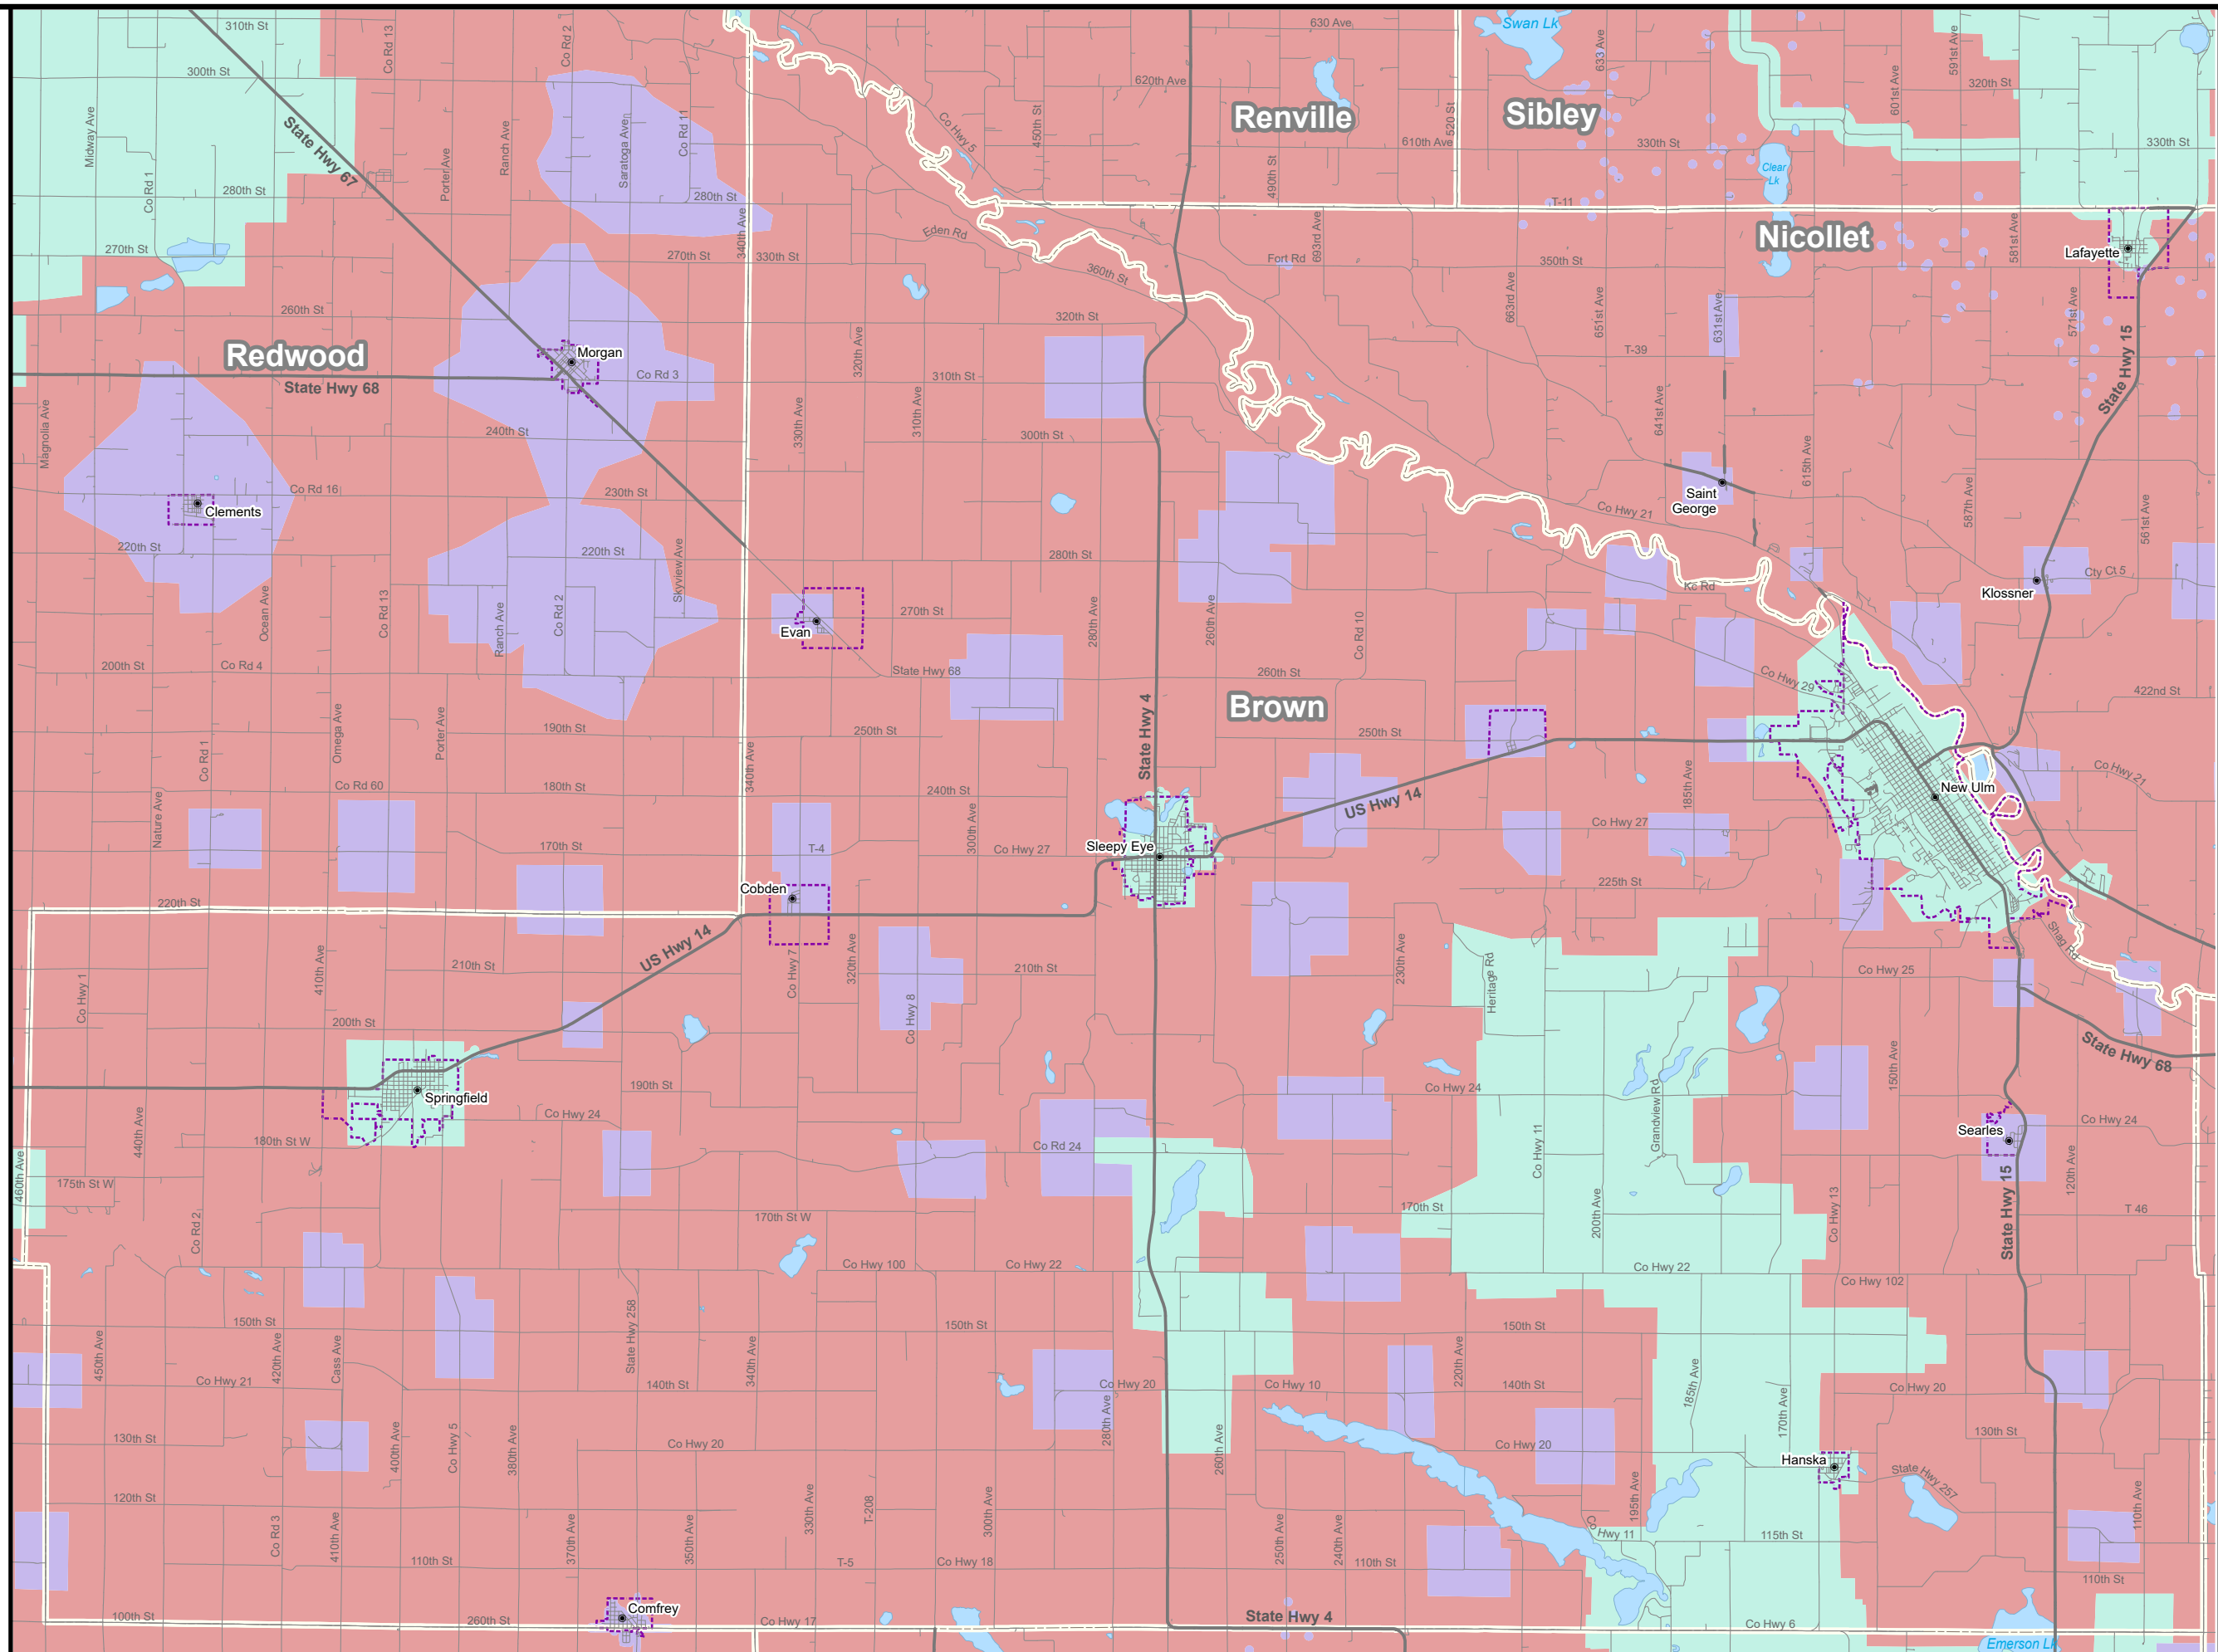 310th St
Co Rd 13
Co Rd 2
630 Ave
Swan Lk
633 Ave
591st Ave
300th St
620th Ave
601st Ave
320th St
Midway Ave
State Hwy 67
Porter Ave
Ranch Ave
Saratoga Ave
Co Rd 11
Co Hwy 5
450th St
Renville
Sibley
520 St
610th Ave
330th St
330th St
Co Rd 1
280th St
280th St
490th St
Clear
Lk
T-11
270th St
270th St
340th Ave
330th St
Eden Rd
360th St
Fort Rd
693rd Ave
350th St
Nicollet
581st Ave
Lafayette
260th St
320th St
320th Ave
663rd Ave
651st Ave
631st Ave
571st Ave
State Hwy 15
Redwood
State Hwy 68
Morgan
Co Rd 3
310th St
T-39
Magnolia Ave
240th St
330th Ave
310th Ave
300th St
641st Ave
615th Ave
Co Rd 16
Clements
230th St
Saint
George
Co Hwy 21
587th Ave
561st Ave
220th St
220th St
280th St
Kc Rd
Cty Ct 5
Klossner
Ocean Ave
Co Rd 13
Ranch Ave
Co Rd 2
Skyview Ave
Evan
270th St
280th Ave
260th Ave
Co Rd 10
200th St
Co Rd 4
State Hwy 68
260th St
Co Hwy 29
422nd St
Brown
State Hwy 4
Omega Ave
Porter Ave
190th St
250th St
250th St
Co Rd 1
340th Ave
Co Rd 60
180th St
240th St
US Hwy 14
185th Ave
New Ulm
Co Hwy 21
Nature Ave
170th St
T-4
300th Ave
Co Hwy 27
Sleepy Eye
Co Hwy 27
220th St
Cobden
225th St
410th Ave
US Hwy 14
Co Hwy 7
320th Ave
230th Ave
Heritage Rd
Shag Rd
Co Hwy 1
210th St
210th St
Co Hwy 8
Co Hwy 25
200th St
State Hwy 68
Springfield
190th St
Co Hwy 24
Grandview Rd
150th Ave
440th Ave
180th St W
Co Hwy 24
Co Rd 24
Co Hwy 11
Searles
Co Hwy 24
460th Ave
175th St W
120th Ave
Co Rd 2
170th St W
170th St
200th Ave
Co Hwy 13
State Hwy 15
T 46
Co Hwy 100
Co Hwy 22
Co Hwy 22
Co Hwy 102
150th St
State Hwy 258
150th St
150th St
450th Ave
420th Ave
Cass Ave
340th Ave
220th Ave
185th Ave
Co Hwy 21
140th St
Co Hwy 20
Co Hwy 10
140th St
170th Ave
Co Hwy 20
130th St
400th Ave
Co Hwy 5
380th Ave
Co Hwy 20
280th Ave
260th Ave
Co Hwy 20
130th St
Hanska
State Hwy 257
120th St
Co Rd 3
410th Ave
370th Ave
350th Ave
330th Ave
T-208
300th Ave
250th Ave
240th Ave
195th Ave
Co Hwy 11
115th St
110th Ave
110th St
T-5
Co Hwy 18
110th St
110th St
100th St
260th St
Comfrey
Co Hwy 17
State Hwy 4
Co Hwy 6
Emerson Lk